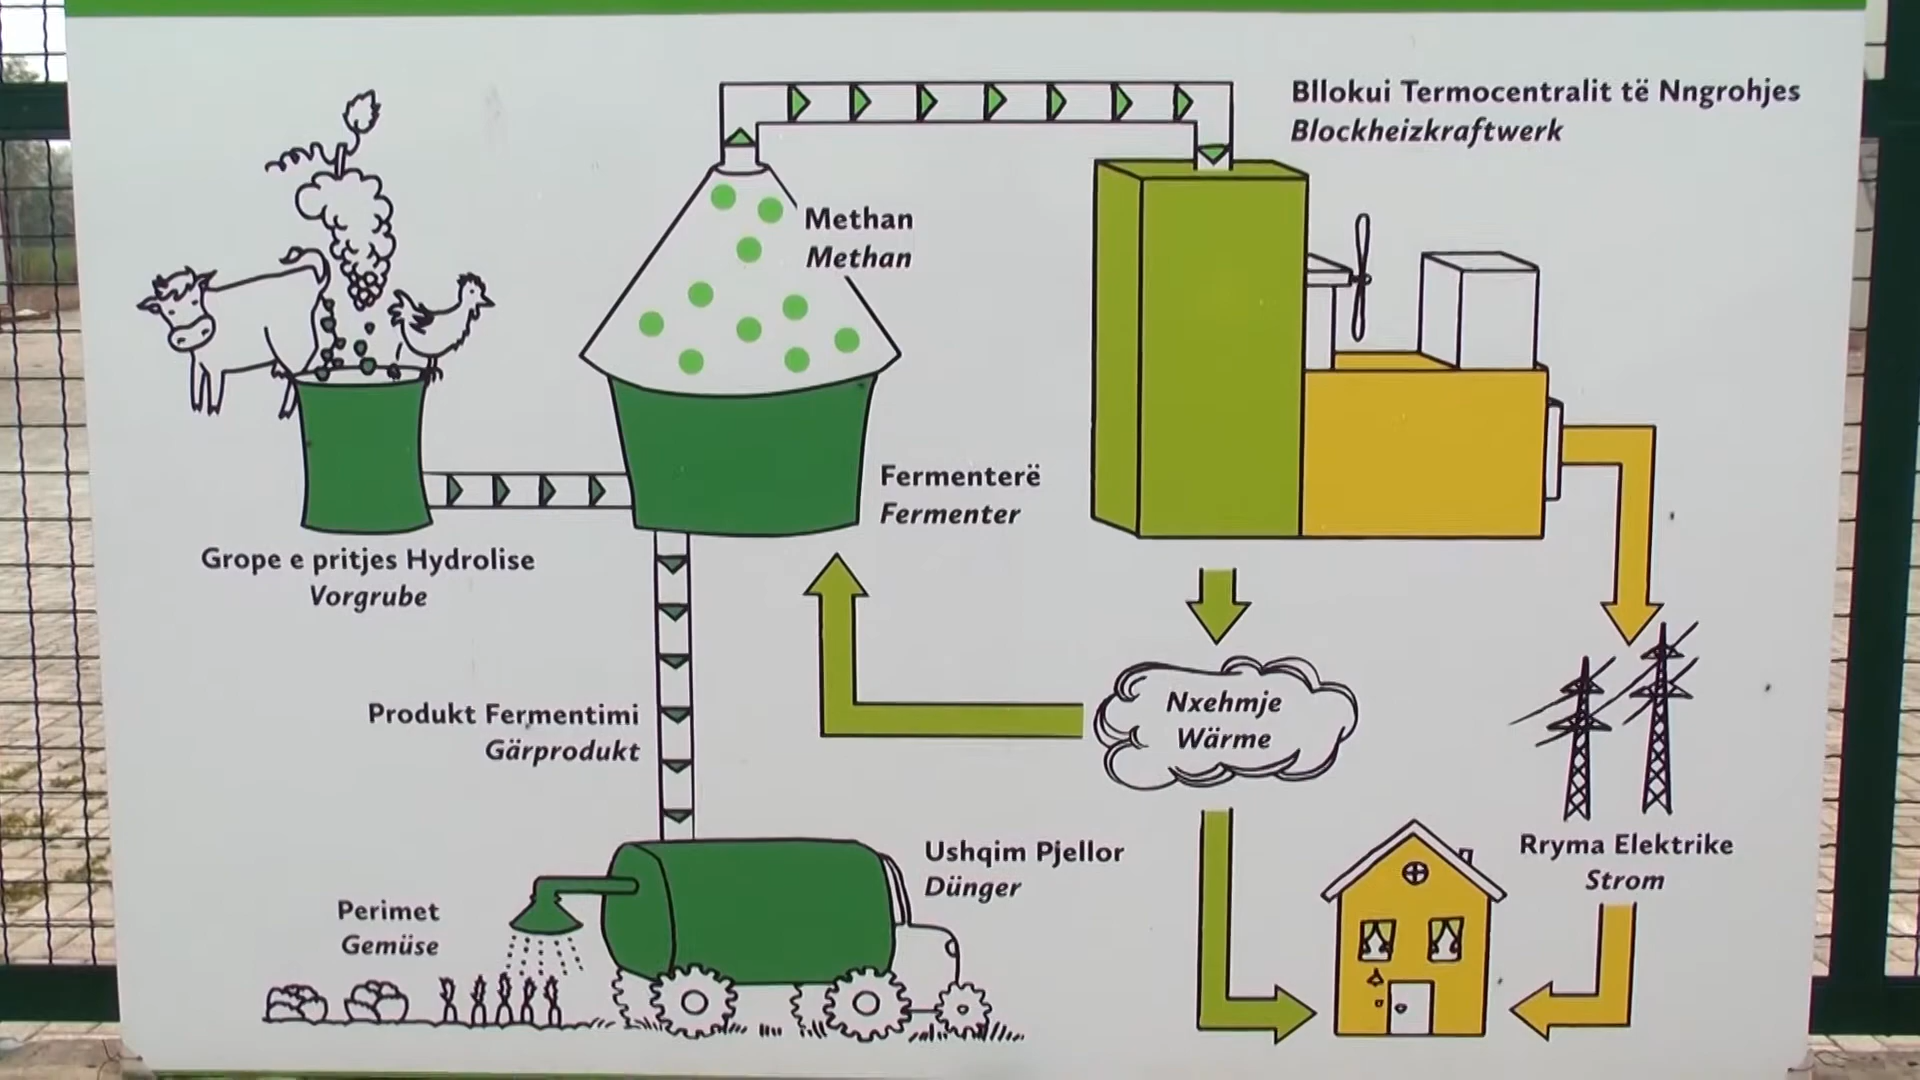 Bllokui Termocentralit të Nngrohjes
Blockheizkraftwerk
Methan
Methan
Fermenterë
Fermenter
Grope e pritjes Hydrolise
Vorgrube
Nxehmje
Wärme
Produkt Fermentimi
Gärprodukt
Ushqim Pjellor
Dünger
Rryma Elektrike
Strom
Perimet
Gemüse